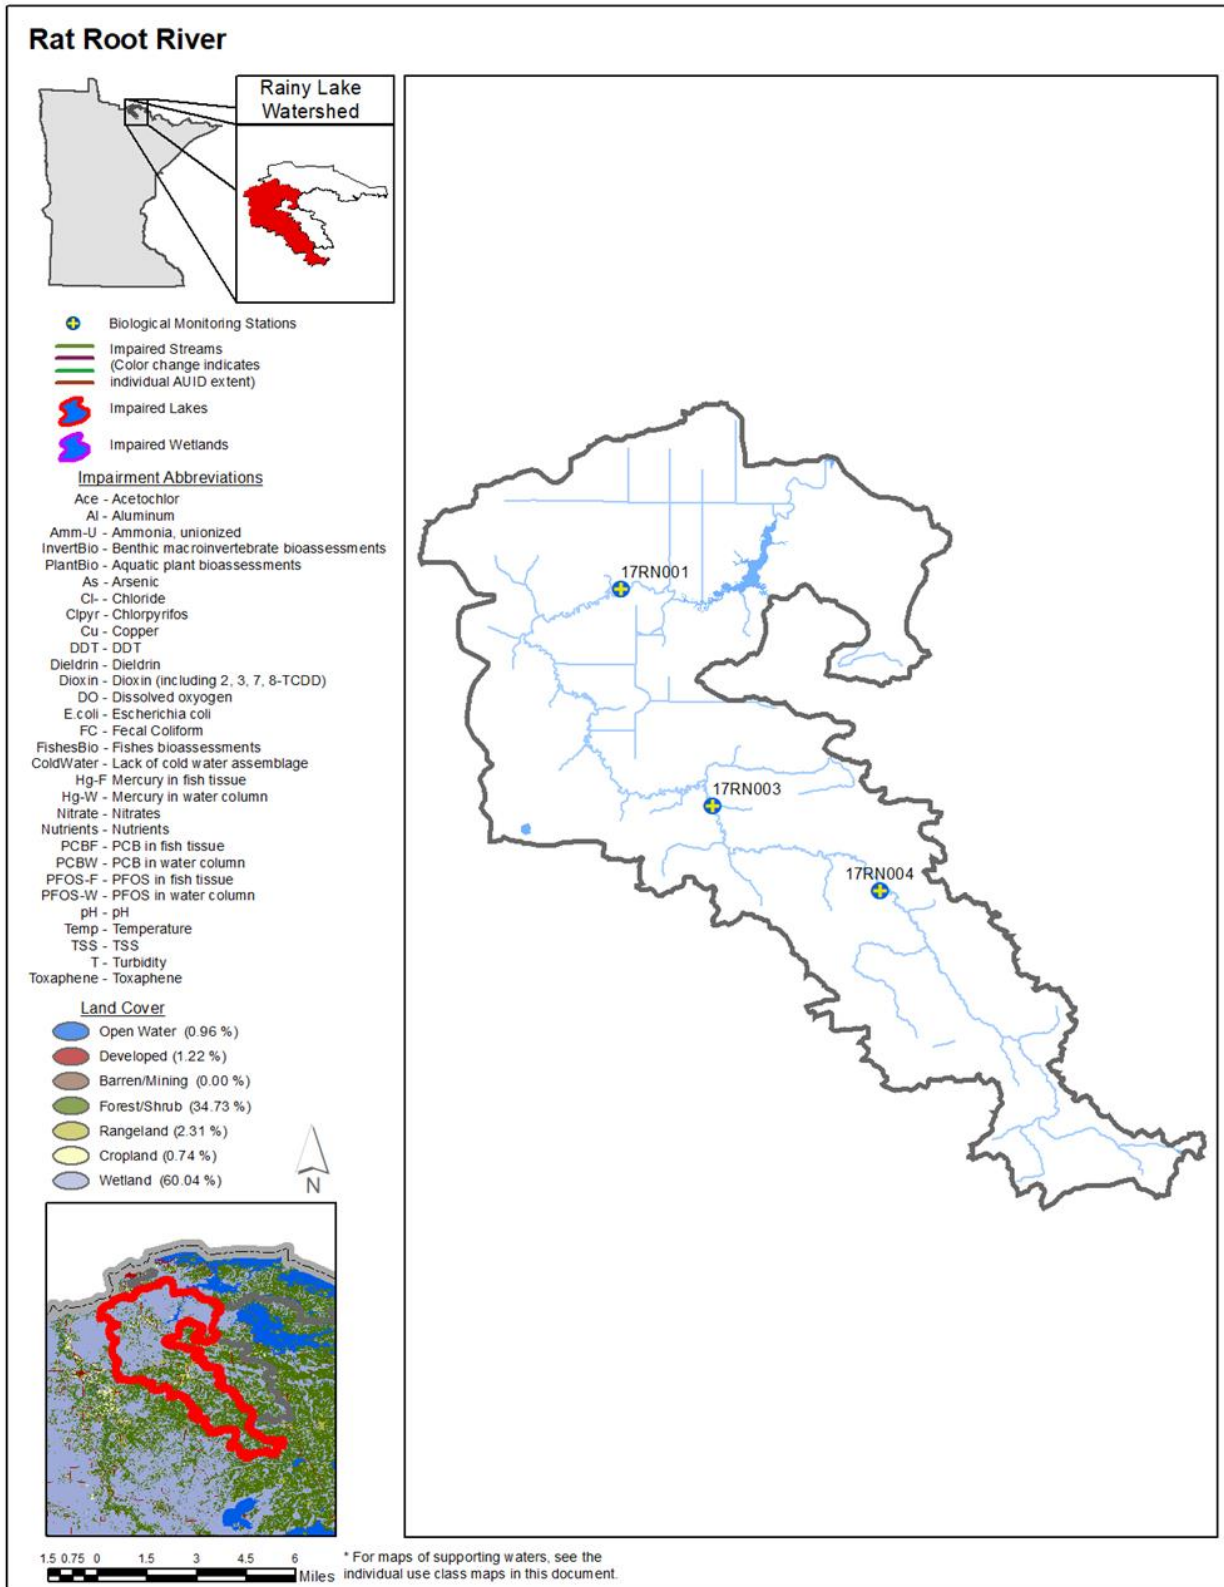 Rat Root River
Rainy Lake
Watershed
Biological Monitoring Stations
Impaired Streams
(Color change indicates
individual AUID extent)
Impaired Lakes
Impaired Wetlands
Impairment Abbreviations
Ace - Acetochlor
Al - Aluminum
Amm-U - Ammonia, unionized
InvertBio - Benthic macroinvertebrate bioassessments
PlantBio - Aquatic plant bioassessments
As - Arsenic
Cl- - Chloride
Clpyr - Chlorpyrifos
Cu - Copper
DDT - DDT
Dieldrin - Dieldrin
Dioxin - Dioxin (including 2, 3, 7, 8-TCDD)
DO - Dissolved oxygen
E.coli - Escherichia coli
FC - Fecal Coliform
FishesBio - Fishes bioassessments
ColdWater - Lack of cold water assemblage
Hg-F Mercury in fish tissue
Hg-W - Mercury in water column
Nitrate - Nitrates
Nutrients - Nutrients
PCBF - PCB in fish tissue
PCBW - PCB in water column
PFOS-F - PFOS in fish tissue
PFOS-W - PFOS in water column
pH - pH
Temp - Temperature
TSS - TSS
T - Turbidity
Toxaphene - Toxaphene
Land Cover
Open Water (0.96 %)
Developed (1.22 %)
Barren/Mining (0.00 %)
Forest/Shrub (34.73 %)
Rangeland (2.31 %)
Cropland (0.74 %)
Wetland (60.04 %)
N
17RN001
17RN003
17RN004
1.5 0.75 0 1.5 3 4.5 6
Miles
* For maps of supporting waters, see the
individual use class maps in this document.